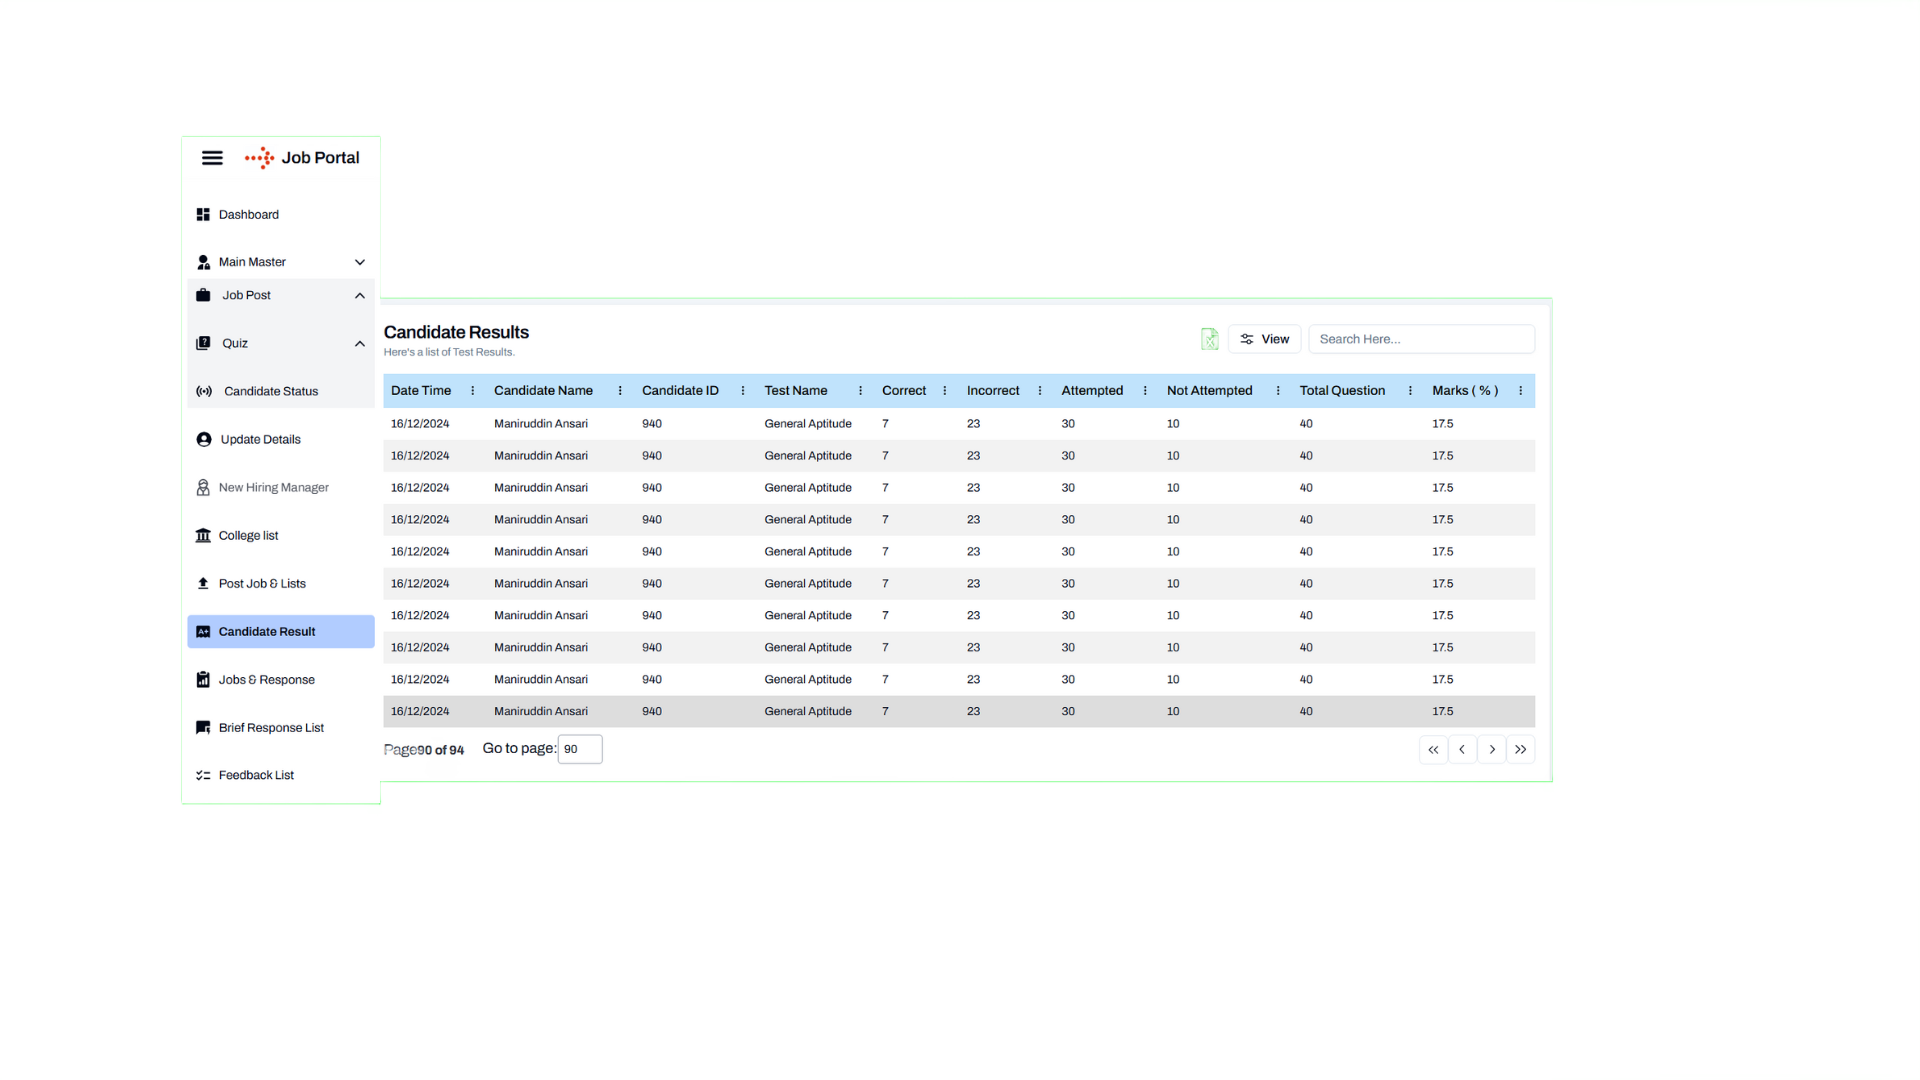 Job Portal
Dashboard
Main Master
Job Post
Quiz
Candidate Status
Update Details
New Hiring Manager
College list
Post Job & Lists
A+ Candidate Result
Jobs & Response
Brief Response List
Feedback List
Candidate Results
Here's a list of Test Results.
View
Search Here...
Date Time Candidate Name Candidate ID Test Name Correct Incorrect Attempted Not Attempted Total Question Marks ( % )
16/12/2024 Maniruddin Ansari 940 General Aptitude 7 23 30 10 40 17.5
16/12/2024 Maniruddin Ansari 940 General Aptitude 7 23 30 10 40 17.5
16/12/2024 Maniruddin Ansari 940 General Aptitude 7 23 30 10 40 17.5
16/12/2024 Maniruddin Ansari 940 General Aptitude 7 23 30 10 40 17.5
16/12/2024 Maniruddin Ansari 940 General Aptitude 7 23 30 10 40 17.5
16/12/2024 Maniruddin Ansari 940 General Aptitude 7 23 30 10 40 17.5
16/12/2024 Maniruddin Ansari 940 General Aptitude 7 23 30 10 40 17.5
16/12/2024 Maniruddin Ansari 940 General Aptitude 7 23 30 10 40 17.5
16/12/2024 Maniruddin Ansari 940 General Aptitude 7 23 30 10 40 17.5
16/12/2024 Maniruddin Ansari 940 General Aptitude 7 23 30 10 40 17.5
Page90 of 94 Go to page: 90